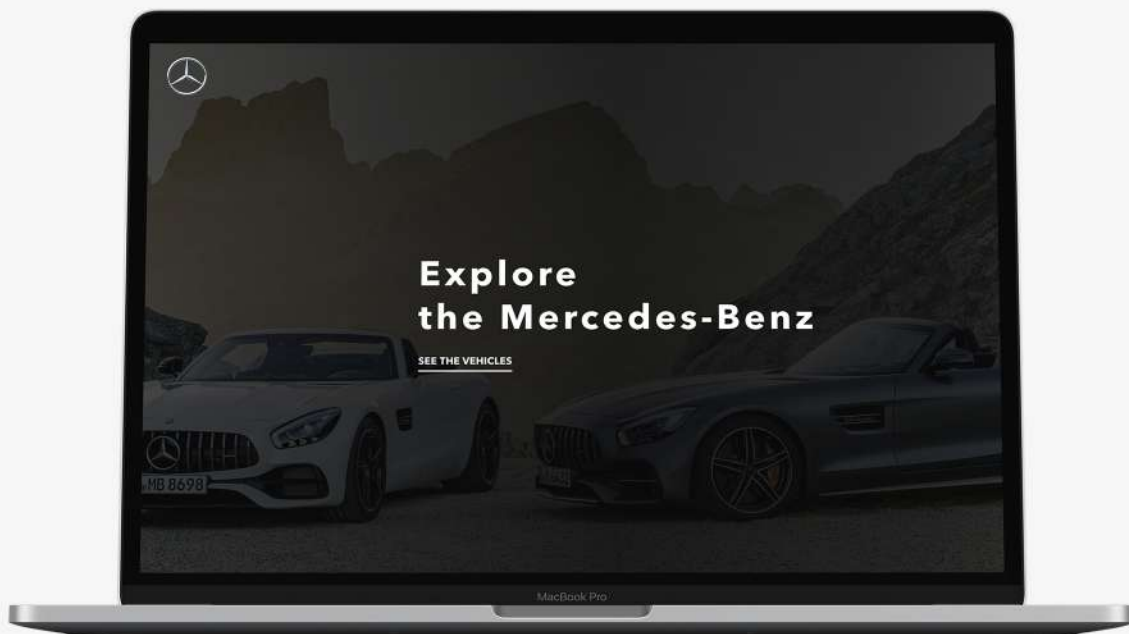 Explore
the Mercedes-Benz
SEE THE VEHICLES
MB 8698
MacBook Pro